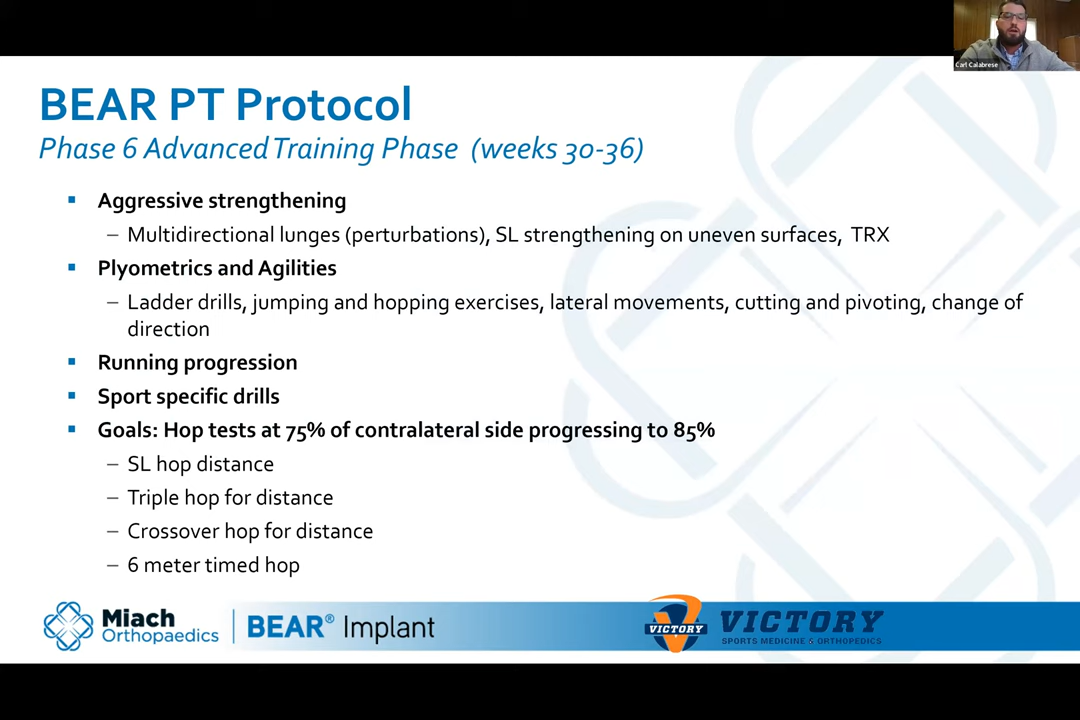 Carl Calabrese
BEAR PT Protocol
Phase 6 Advanced Training Phase (weeks 30-36)
▪ Aggressive strengthening
– Multidirectional lunges (perturbations), SL strengthening on uneven surfaces, TRX
▪ Plyometrics and Agilities
– Ladder drills, jumping and hopping exercises, lateral movements, cutting and pivoting, change of
direction
▪ Running progression
▪ Sport specific drills
▪ Goals: Hop tests at 75% of contralateral side progressing to 85%
– SL hop distance
– Triple hop for distance
– Crossover hop for distance
– 6 meter timed hop
Miach
Orthopaedics
BEAR® Implant
VICTORY
VICTORY
SPORTS MEDICINE & ORTHOPEDICS